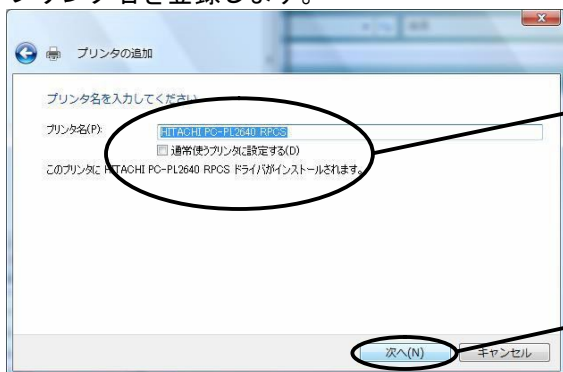 プリンタ名を登録します。
プリンタの追加
プリンタ名を入力してください
プリンタ名(P):
HITACHI PC-PL2640 RPCS
通常使うプリンタに設定する(D)
このプリンタに HITACHI PC-PL2640 RPCS ドライバがインストールされます。
次へ(N)
キャンセル